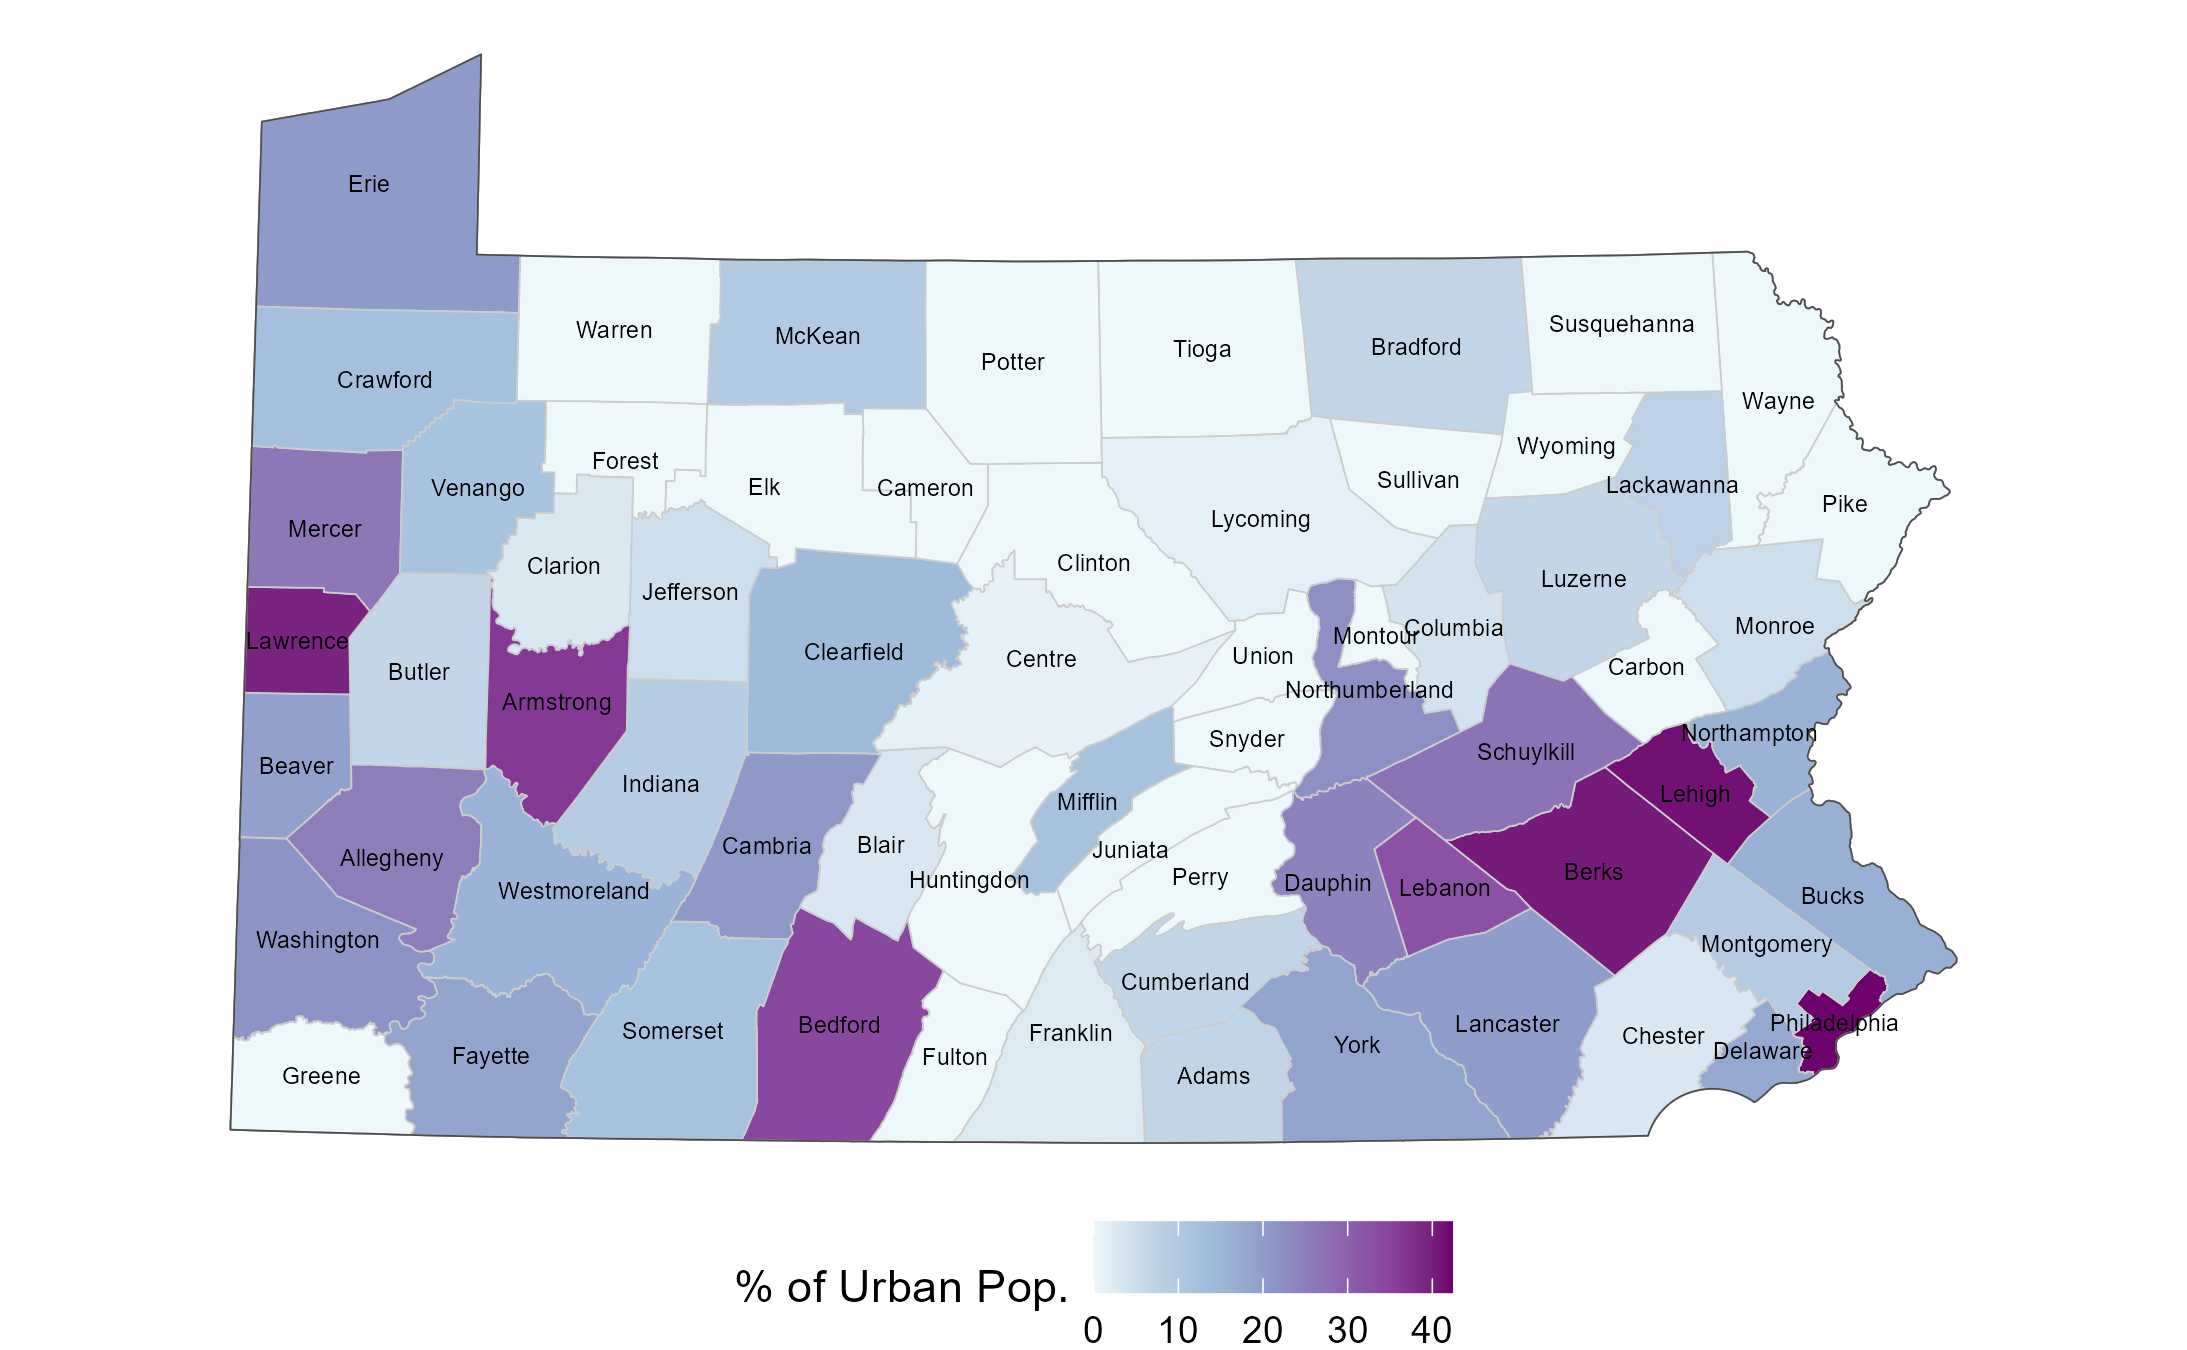 Erie
Warren
McKean
Potter
Tioga
Bradford
Susquehanna
Wayne
Crawford
Forest
Venango
Elk
Cameron
Sullivan
Wyoming
Lackawanna
Pike
Mercer
Clarion
Jefferson
Clinton
Lycoming
Luzerne
Lawrence
Butler
Armstrong
Clearfield
Centre
Union
Montour
Columbia
Monroe
Carbon
Northumberland
Beaver
Indiana
Snyder
Schuylkill
Northampton
Allegheny
Westmoreland
Cambria
Blair
Huntingdon
Mifflin
Juniata
Perry
Dauphin
Lebanon
Berks
Lehigh
Bucks
Washington
Cumberland
Montgomery
Greene
Fayette
Somerset
Bedford
Fulton
Franklin
Adams
York
Lancaster
Chester
Delaware
Philadelphia
% of Urban Pop.
0 10 20 30 40